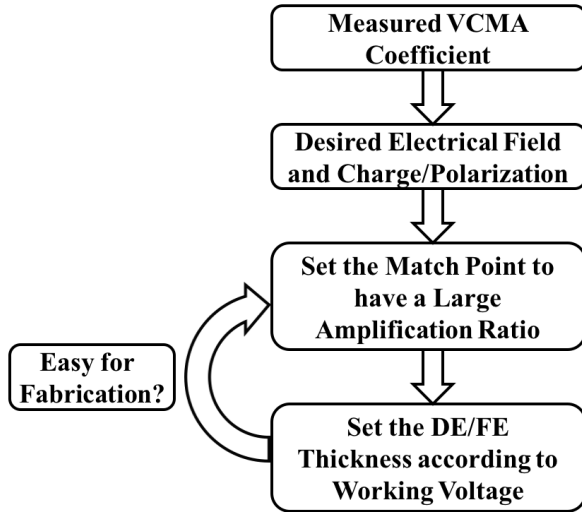 Measured VCMA
Coefficient
Desired Electrical Field
and Charge/Polarization
Set the Match Point to
have a Large
Amplification Ratio
Easy for
Fabrication?
Set the DE/FE
Thickness according to
Working Voltage